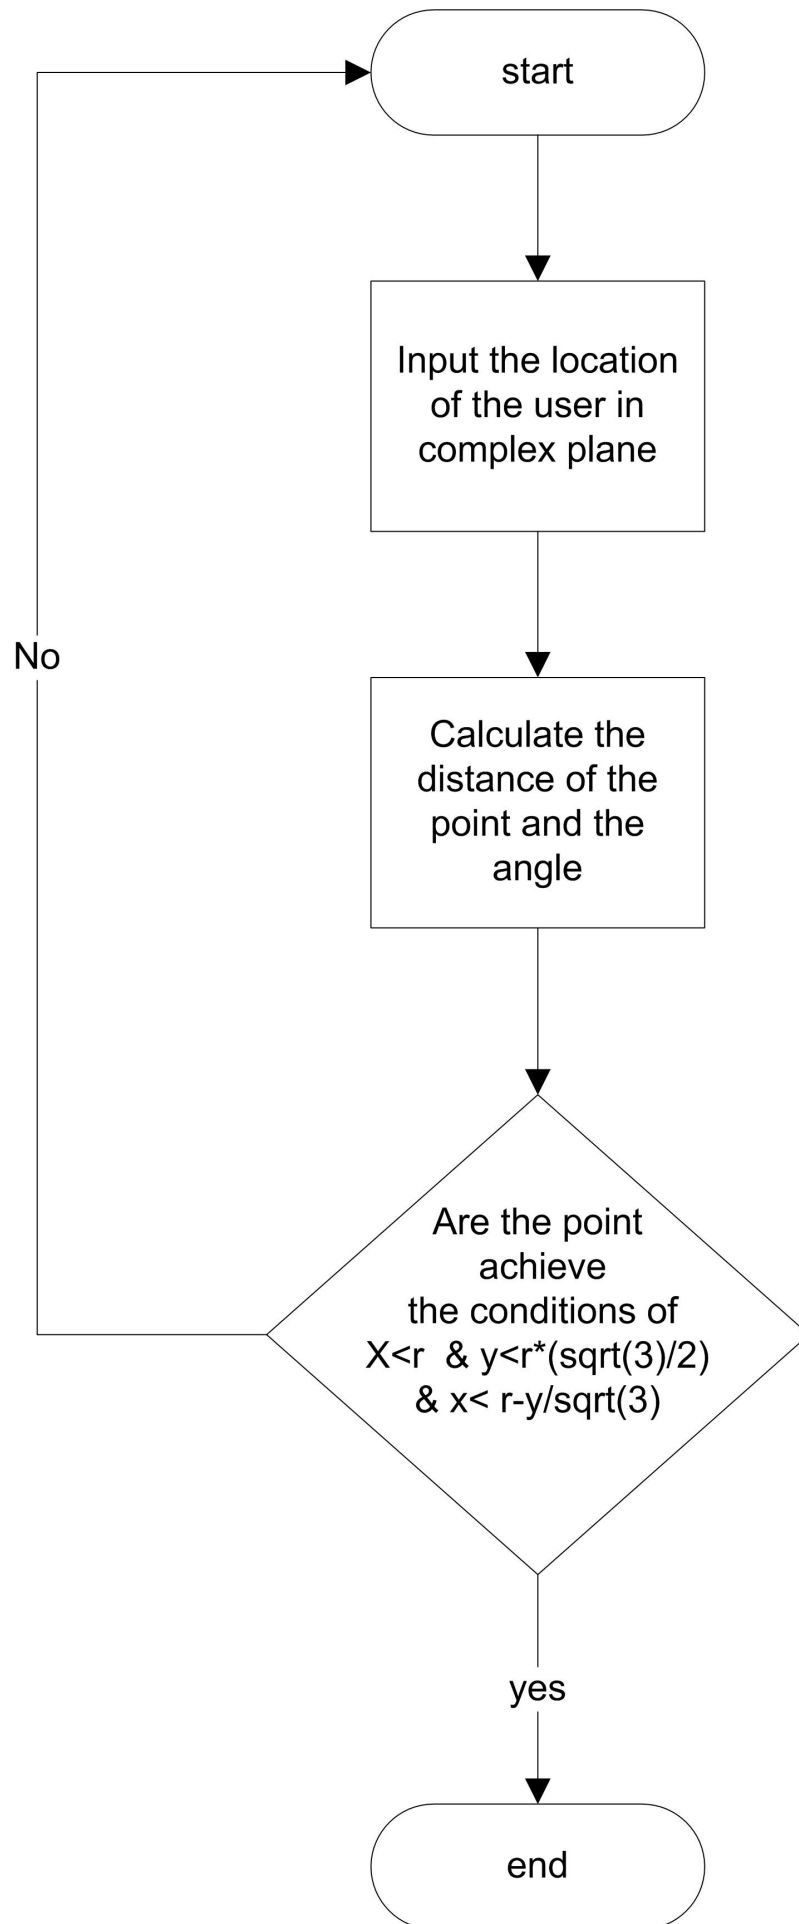 start
Input the location
of the user in
complex plane
No
Calculate the
distance of the
point and the
angle
Are the point
achieve
the conditions of
X<r  & y<r*(sqrt(3)/2)
& x< r-y/sqrt(3)
yes
end